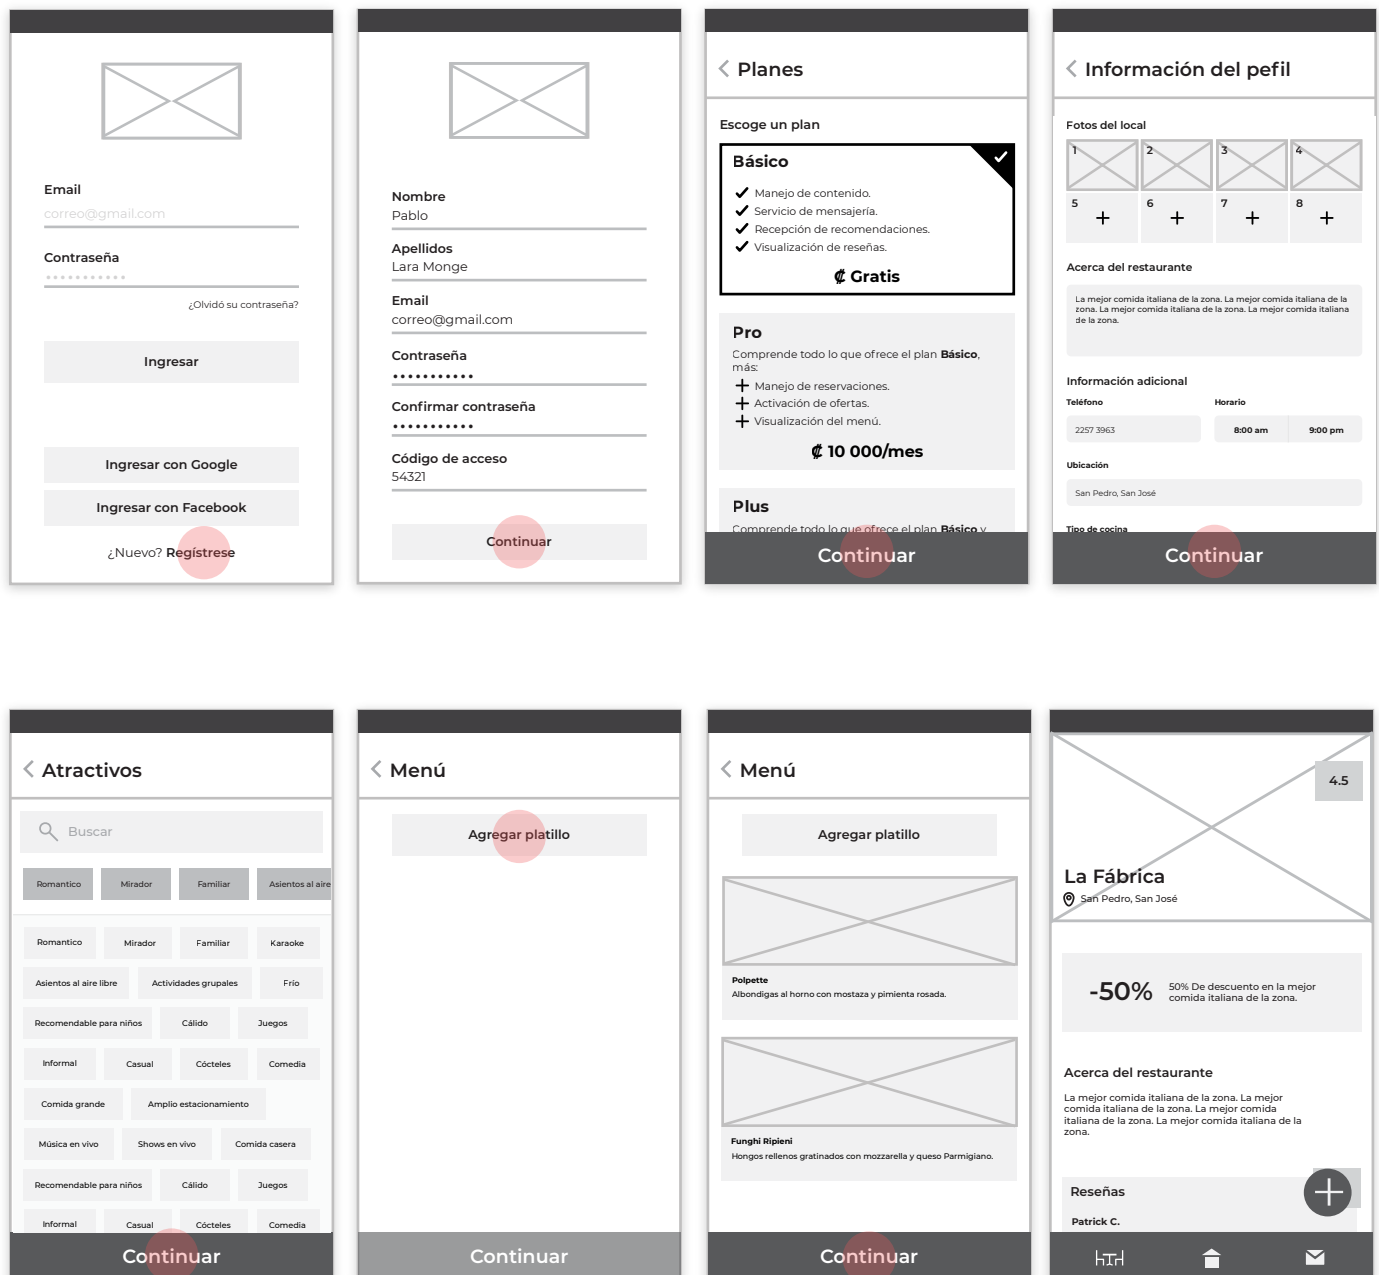 Email
correo@gmail.com
Contraseña
¿Olvidó su contraseña?
Ingresar
Ingresar con Google
Ingresar con Facebook
¿Nuevo? Regístrese
Nombre
Pablo
Apellidos
Lara Monge
Email
correo@gmail.com
Contraseña
Confirmar contraseña
Código de acceso
54321
Continuar
Planes
Escoge un plan
Básico
Manejo de contenido.
Servicio de mensajería.
Recepción de recomendaciones.
Visualización de reseñas.
₡ Gratis
Pro
Comprende todo lo que ofrece el plan Básico,
más:
Manejo de reservaciones.
Activación de ofertas.
Visualización del menú.
₡ 10 000/mes
Plus
Comprende todo lo que ofrece el plan Básico y
Continuar
Información del pefil
Fotos del local
1 2 3 4
5 6 7 8
Acerca del restaurante
La mejor comida italiana de la zona. La mejor comida italiana de la
zona. La mejor comida italiana de la zona. La mejor comida italiana
de la zona.
Información adicional
Teléfono Horario
2257 3963 8:00 am 9:00 pm
Ubicación
San Pedro, San José
Tipo de cocina
Continuar
Atractivos
Buscar
Romantico Mirador Familiar Asientos al aire
Romantico Mirador Familiar Karaoke
Asientos al aire libre Actividades grupales Frío
Recomendable para niños Cálido Juegos
Informal Casual Cócteles Comedia
Comida grande Amplio estacionamiento
Música en vivo Shows en vivo Comida casera
Recomendable para niños Cálido Juegos
Informal Casual Cócteles Comedia
Continuar
Menú
Agregar platillo
Continuar
Menú
Agregar platillo
Polpette
Albondigas al horno con mostaza y pimienta rosada.
Funghi Ripieni
Hongos rellenos gratinados con mozzarella y queso Parmigiano.
Continuar
4.5
La Fábrica
San Pedro, San José
-50%
50% De descuento en la mejor
comida italiana de la zona.
Acerca del restaurante
La mejor comida italiana de la zona. La mejor
comida italiana de la zona. La mejor comida
italiana de la zona. La mejor comida italiana de la
zona.
Reseñas
Patrick C.